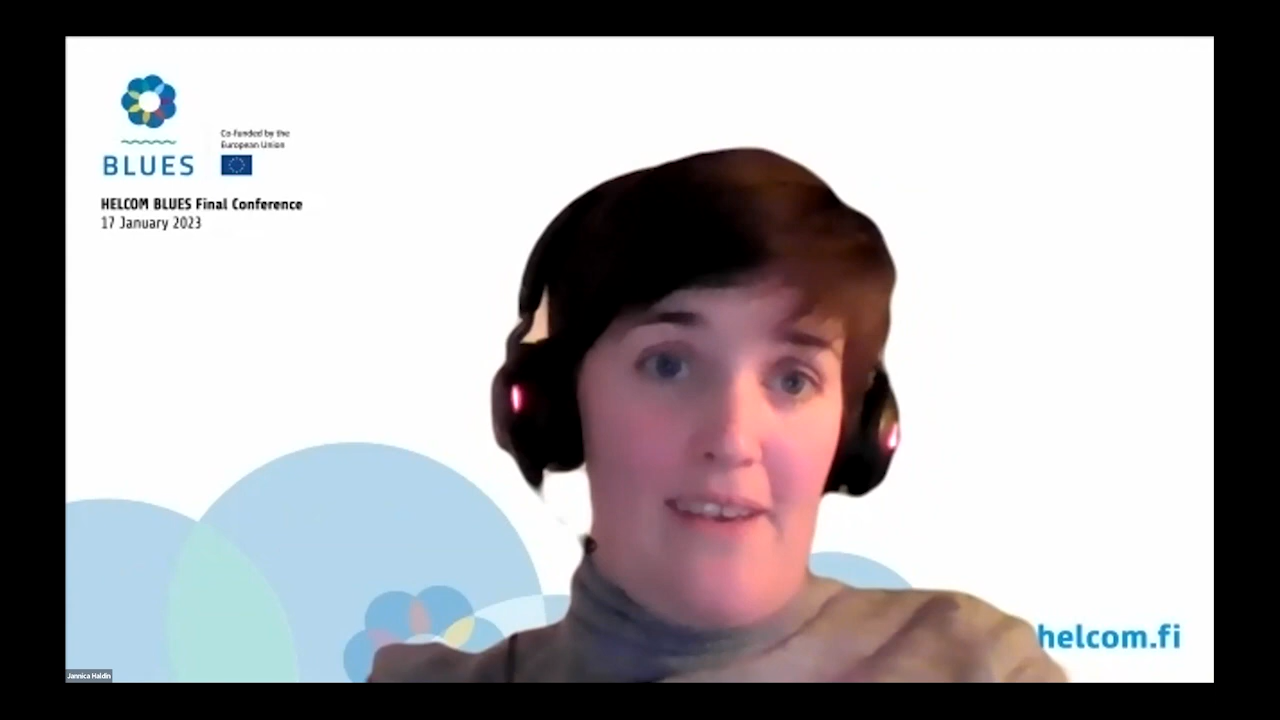 BLUES
Co-funded by the
European Union
HELCOM BLUES Final Conference
17 January 2023
helcom.fi
Jannica Haldin